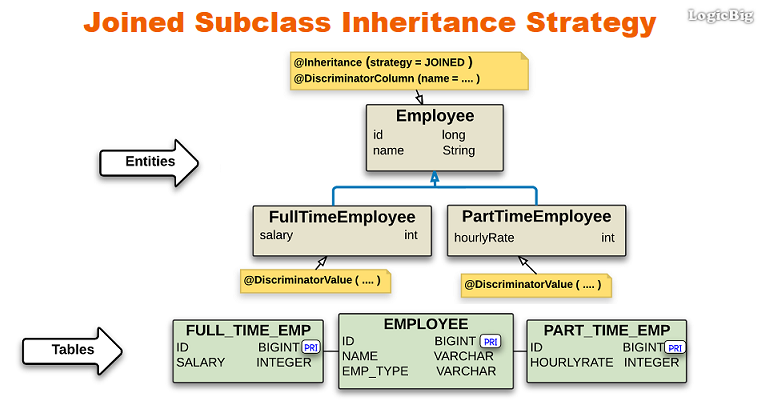 Joined Subclass Inheritance Strategy
LogicBig
@Inheritance (strategy = JOINED )
@DiscriminatorColumn (name = .... )
Employee
id long
name String
Entities
FullTimeEmployee
salary int
PartTimeEmployee
hourlyRate int
@DiscriminatorValue ( .... )
@DiscriminatorValue ( .... )
Tables
FULL_TIME_EMP
ID BIGINT PRI
SALARY INTEGER
EMPLOYEE
ID BIGINT PRI
NAME VARCHAR
EMP_TYPE VARCHAR
PART_TIME_EMP
ID BIGINT PRI
HOURLYRATE INTEGER